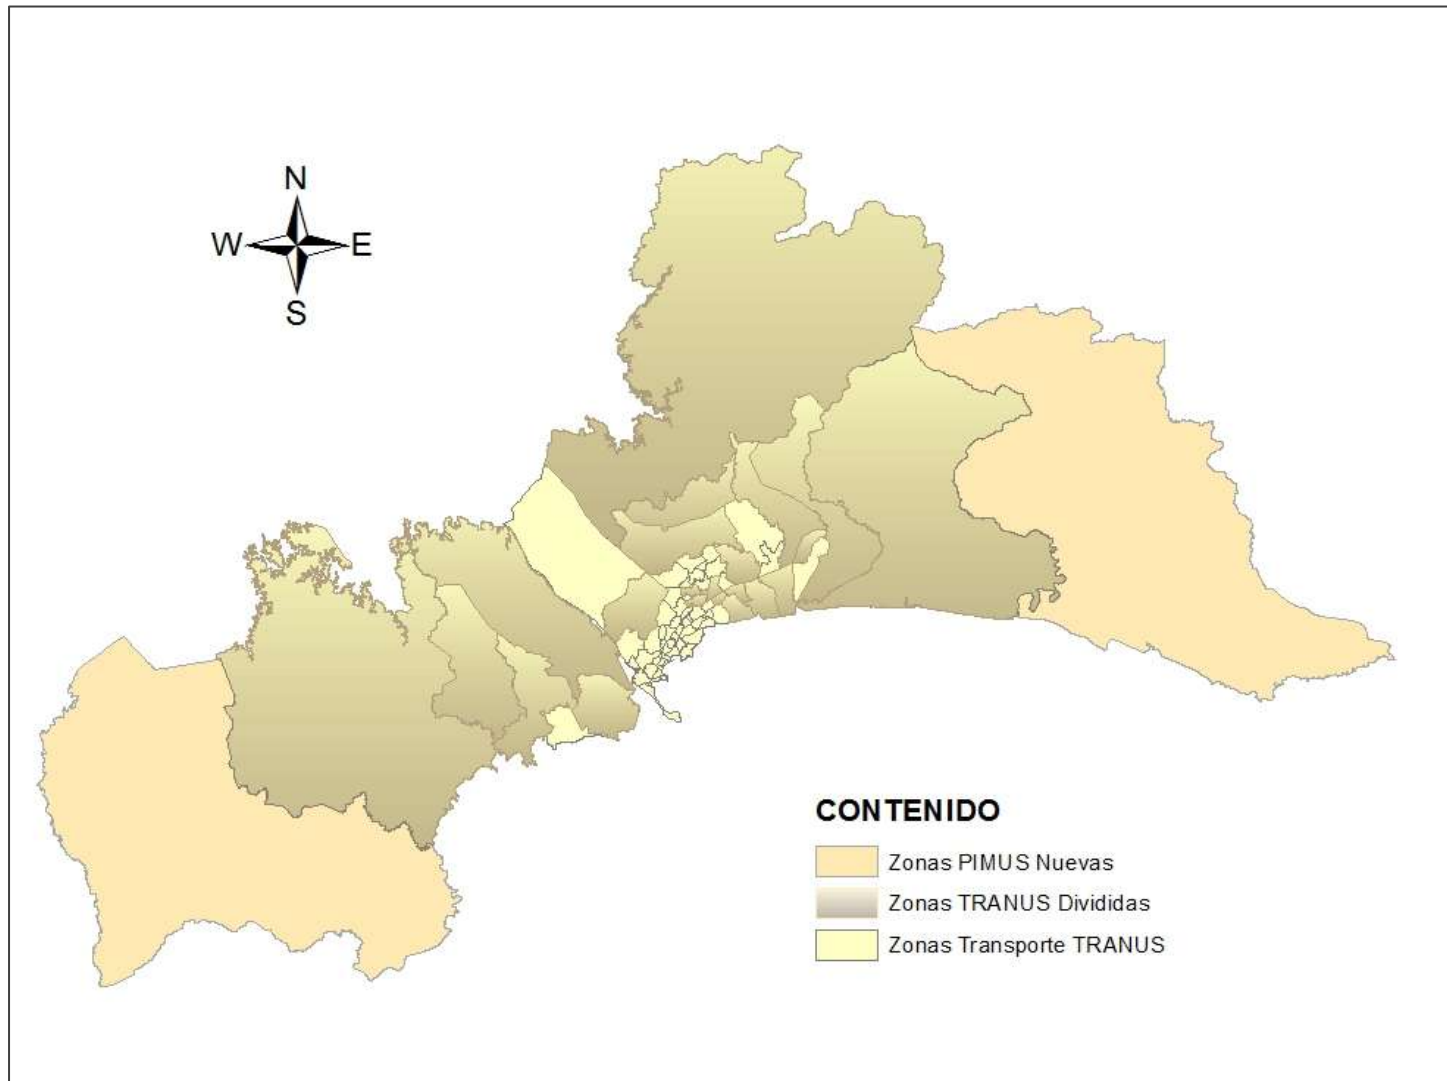 N
W E
S
CONTENIDO
Zonas PIMUS Nuevas
Zonas TRANUS Divididas
Zonas Transporte TRANUS